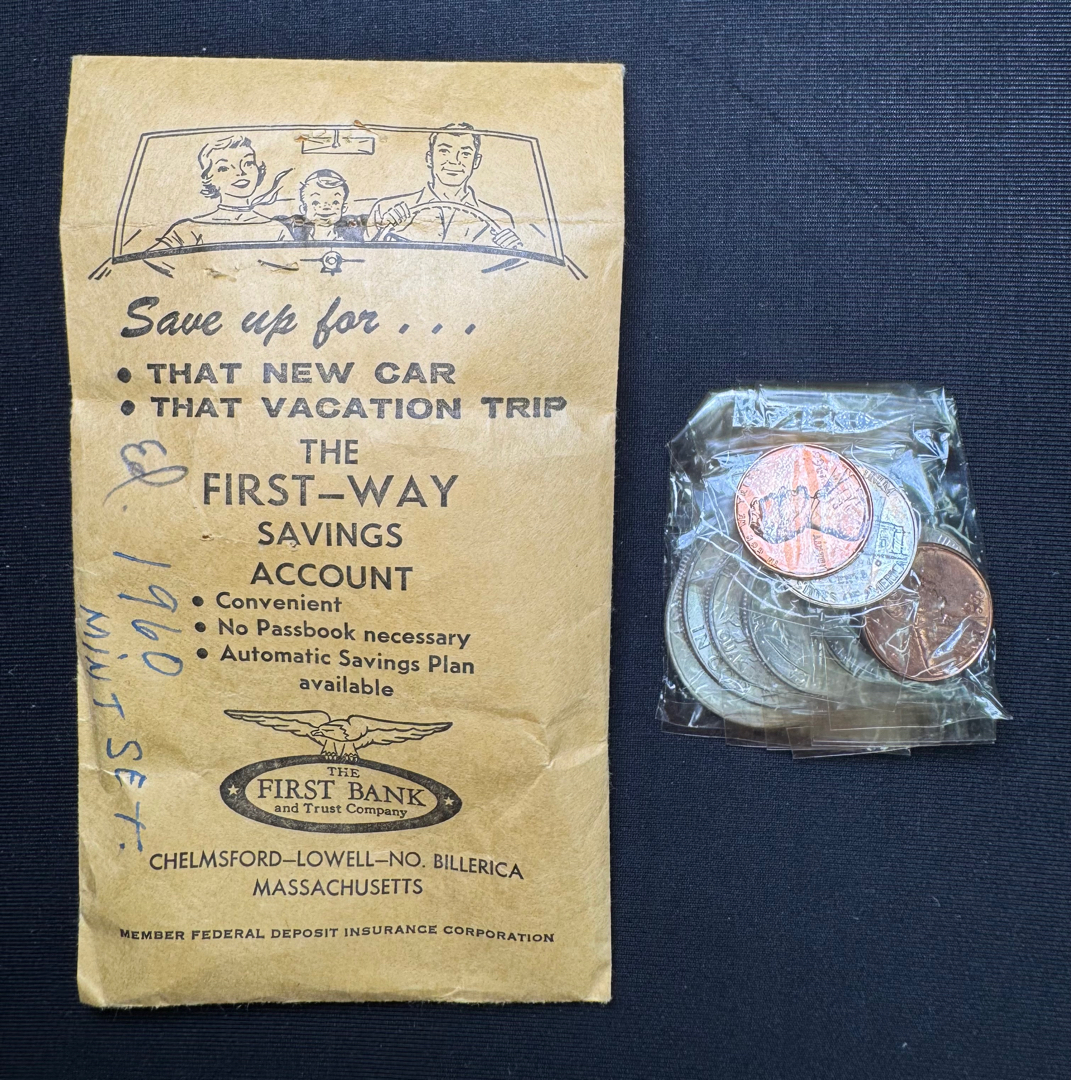 Save up for . . .
• THAT NEW CAR
• THAT VACATION TRIP
THE
FIRST–WAY
SAVINGS
ACCOUNT
• Convenient
• No Passbook necessary
• Automatic Savings Plan
available
THE
FIRST BANK
and Trust Company
CHELMSFORD–LOWELL–NO. BILLERICA
MASSACHUSETTS
MEMBER FEDERAL DEPOSIT INSURANCE CORPORATION
1960
MINT SET